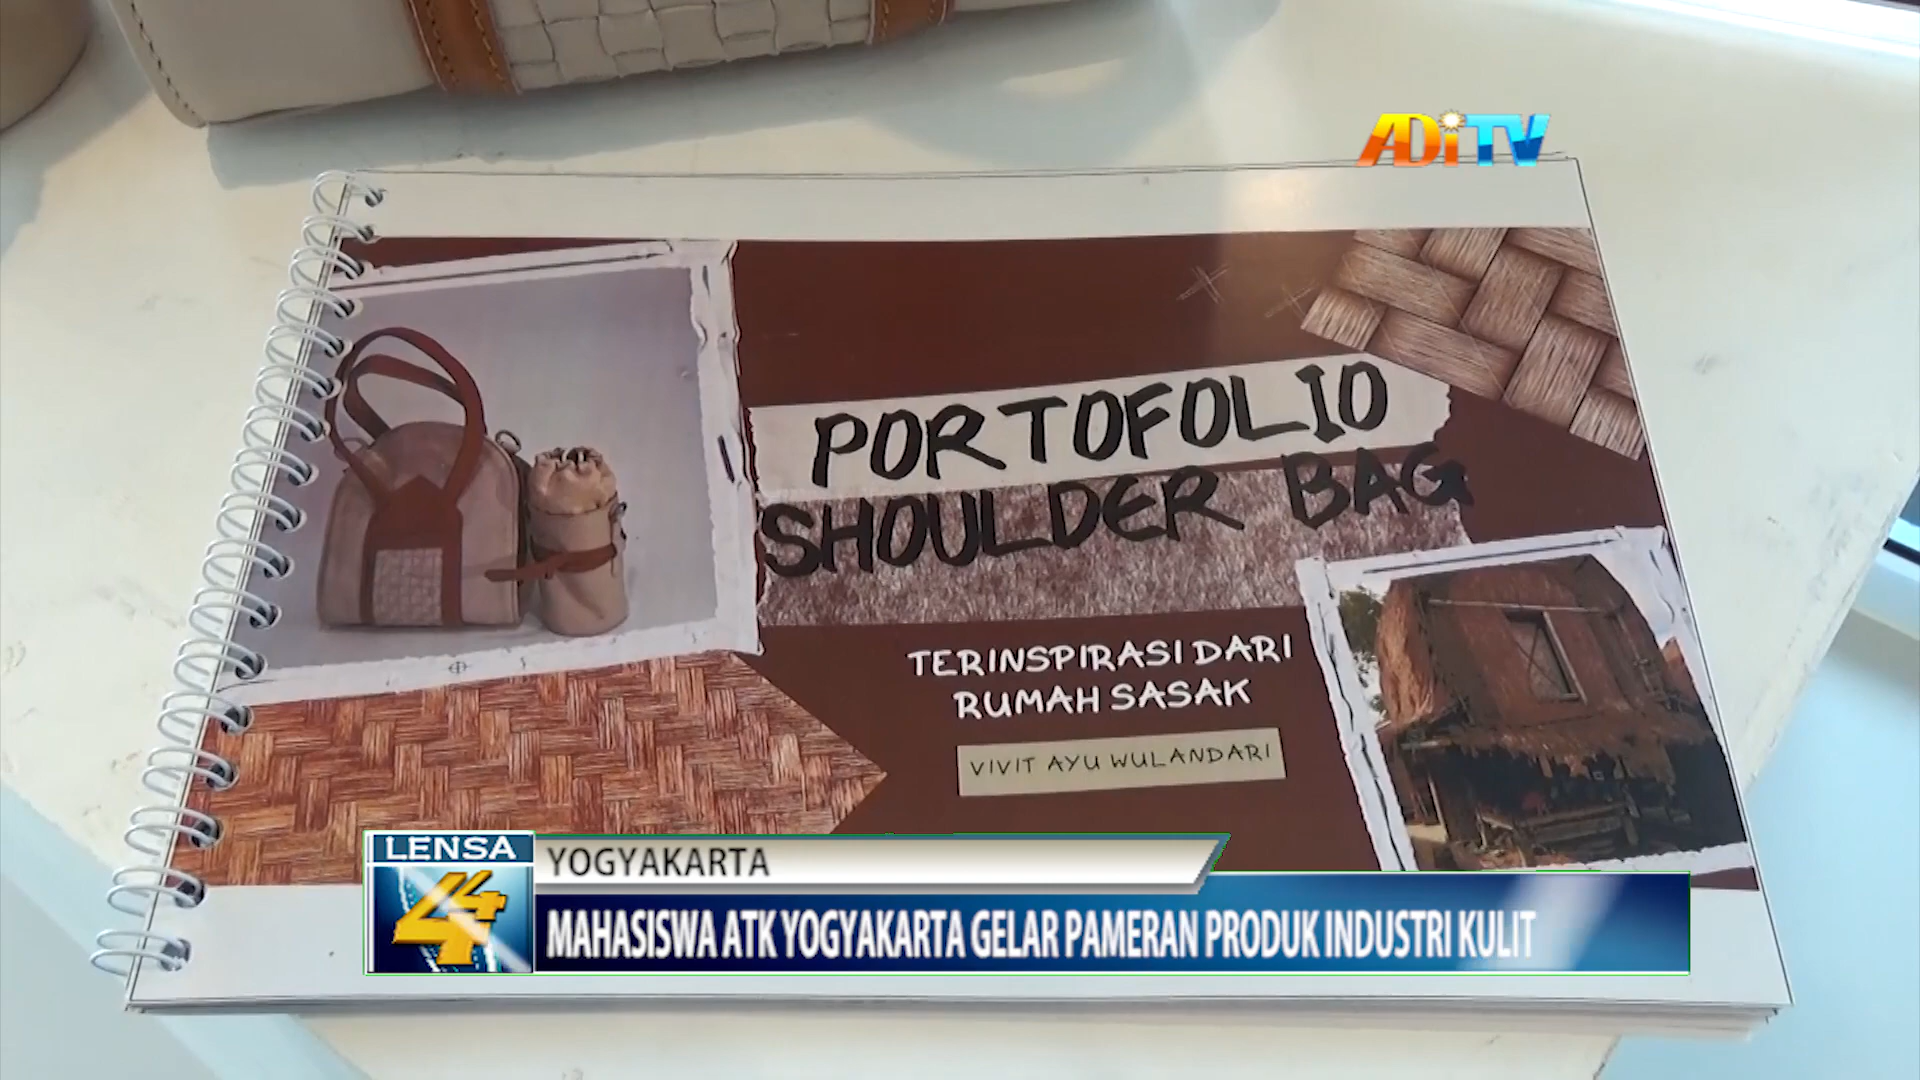 ADiTV
PORTOFOLIO
SHOULDER BAG
TERINSPIRASI DARI
RUMAH SASAK
VIVIT AYU WULANDARI
LENSA
44
YOGYAKARTA
MAHASISWA ATK YOGYAKARTA GELAR PAMERAN PRODUK INDUSTRI KULIT